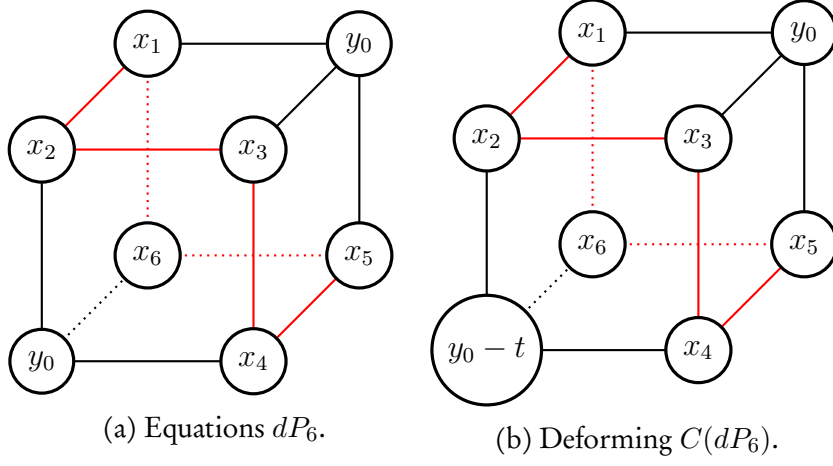 x₁ y₀
x₂ x₃
x₆ x₅
y₀ x₄
(a) Equations dP₆.
x₁ y₀
x₂ x₃
x₆ x₅
y₀ − t x₄
(b) Deforming C(dP₆).